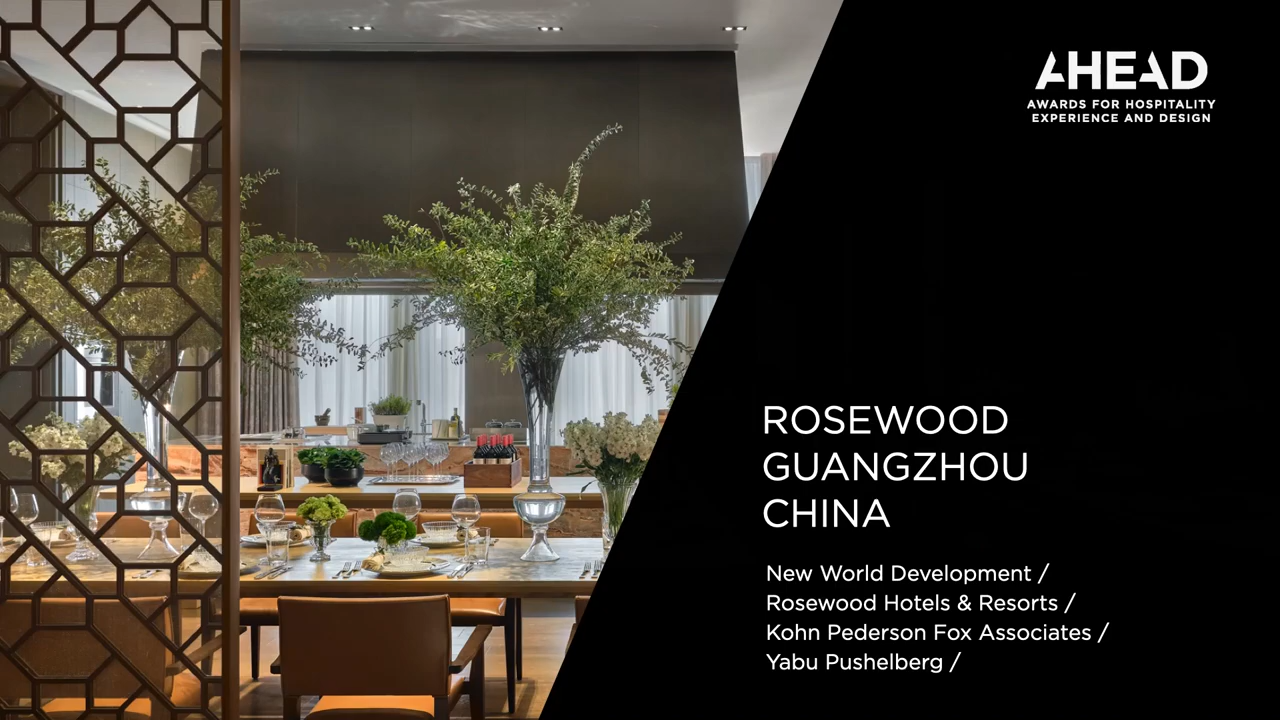 AHEAD
AWARDS FOR HOSPITALITY
EXPERIENCE AND DESIGN
ROSEWOOD
GUANGZHOU
CHINA
New World Development /
Rosewood Hotels & Resorts /
Kohn Pederson Fox Associates /
Yabu Pushelberg /